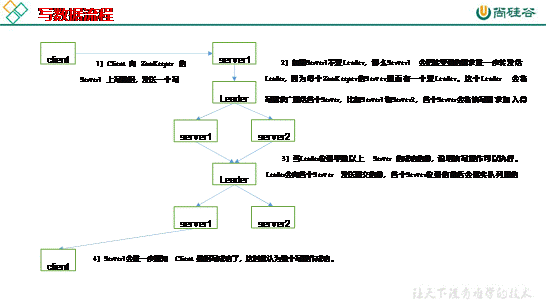 写数据流程
尚硅谷
client
server1
1）Client 向 ZooKeeper 的
Server1 上写数据，发送一个写
2）如果Server1不是Leader，那么Server1 会把接受到的请求进一步转发给
Leader，因为每个ZooKeeper的Server里面有一个是Leader。这个Leader 会将
写请求广播给各个Server，比如Server1和Server2，各个Server会将该写请求加入待
Leader
server1
server2
3）当Leader收到半数以上 Server 的成功信息，说明该写操作可以执行。
Leader会向各个Server 发送提交信息，各个Server收到信息后会落实队列里的
Leader
server1
server2
client
4）Server1会进一步通知 Client 数据写成功了，这时就认为整个写操作成功。
让天下没有难学的技术